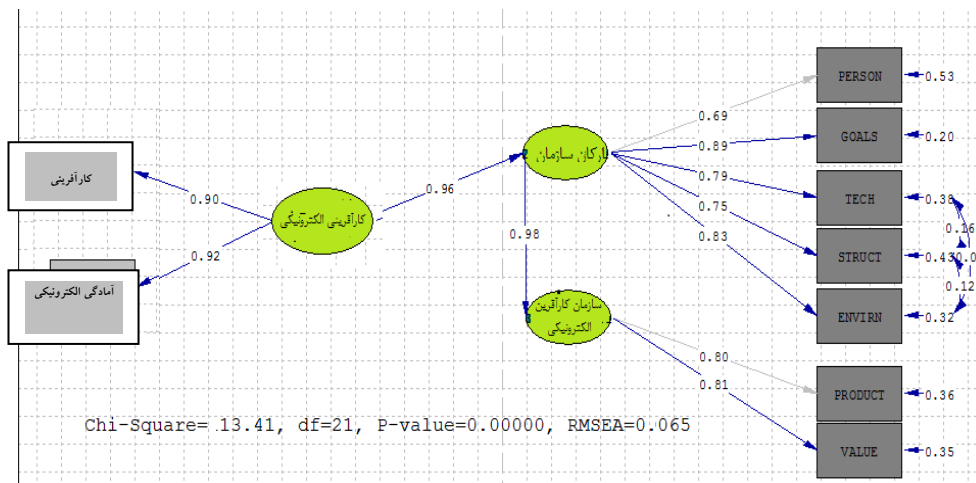 PERSON
0.53
0.69
GOALS
0.20
0.89
ارکان سازمان
کارآفرینی
0.90
0.96
0.79
TECH
0.38
0.75
0.16
کارآفرینی الکترونیکی
0.98
0.83
STRUCT
0.43
0.92
آمادگی الکترونیکی
0.12
سازمان کارآفرین
الکترونیکی
ENVIRN
0.32
0.80
0.81
PRODUCT
0.36
Chi-Square= 13.41, df=21, P-value=0.00000, RMSEA=0.065
VALUE
0.35